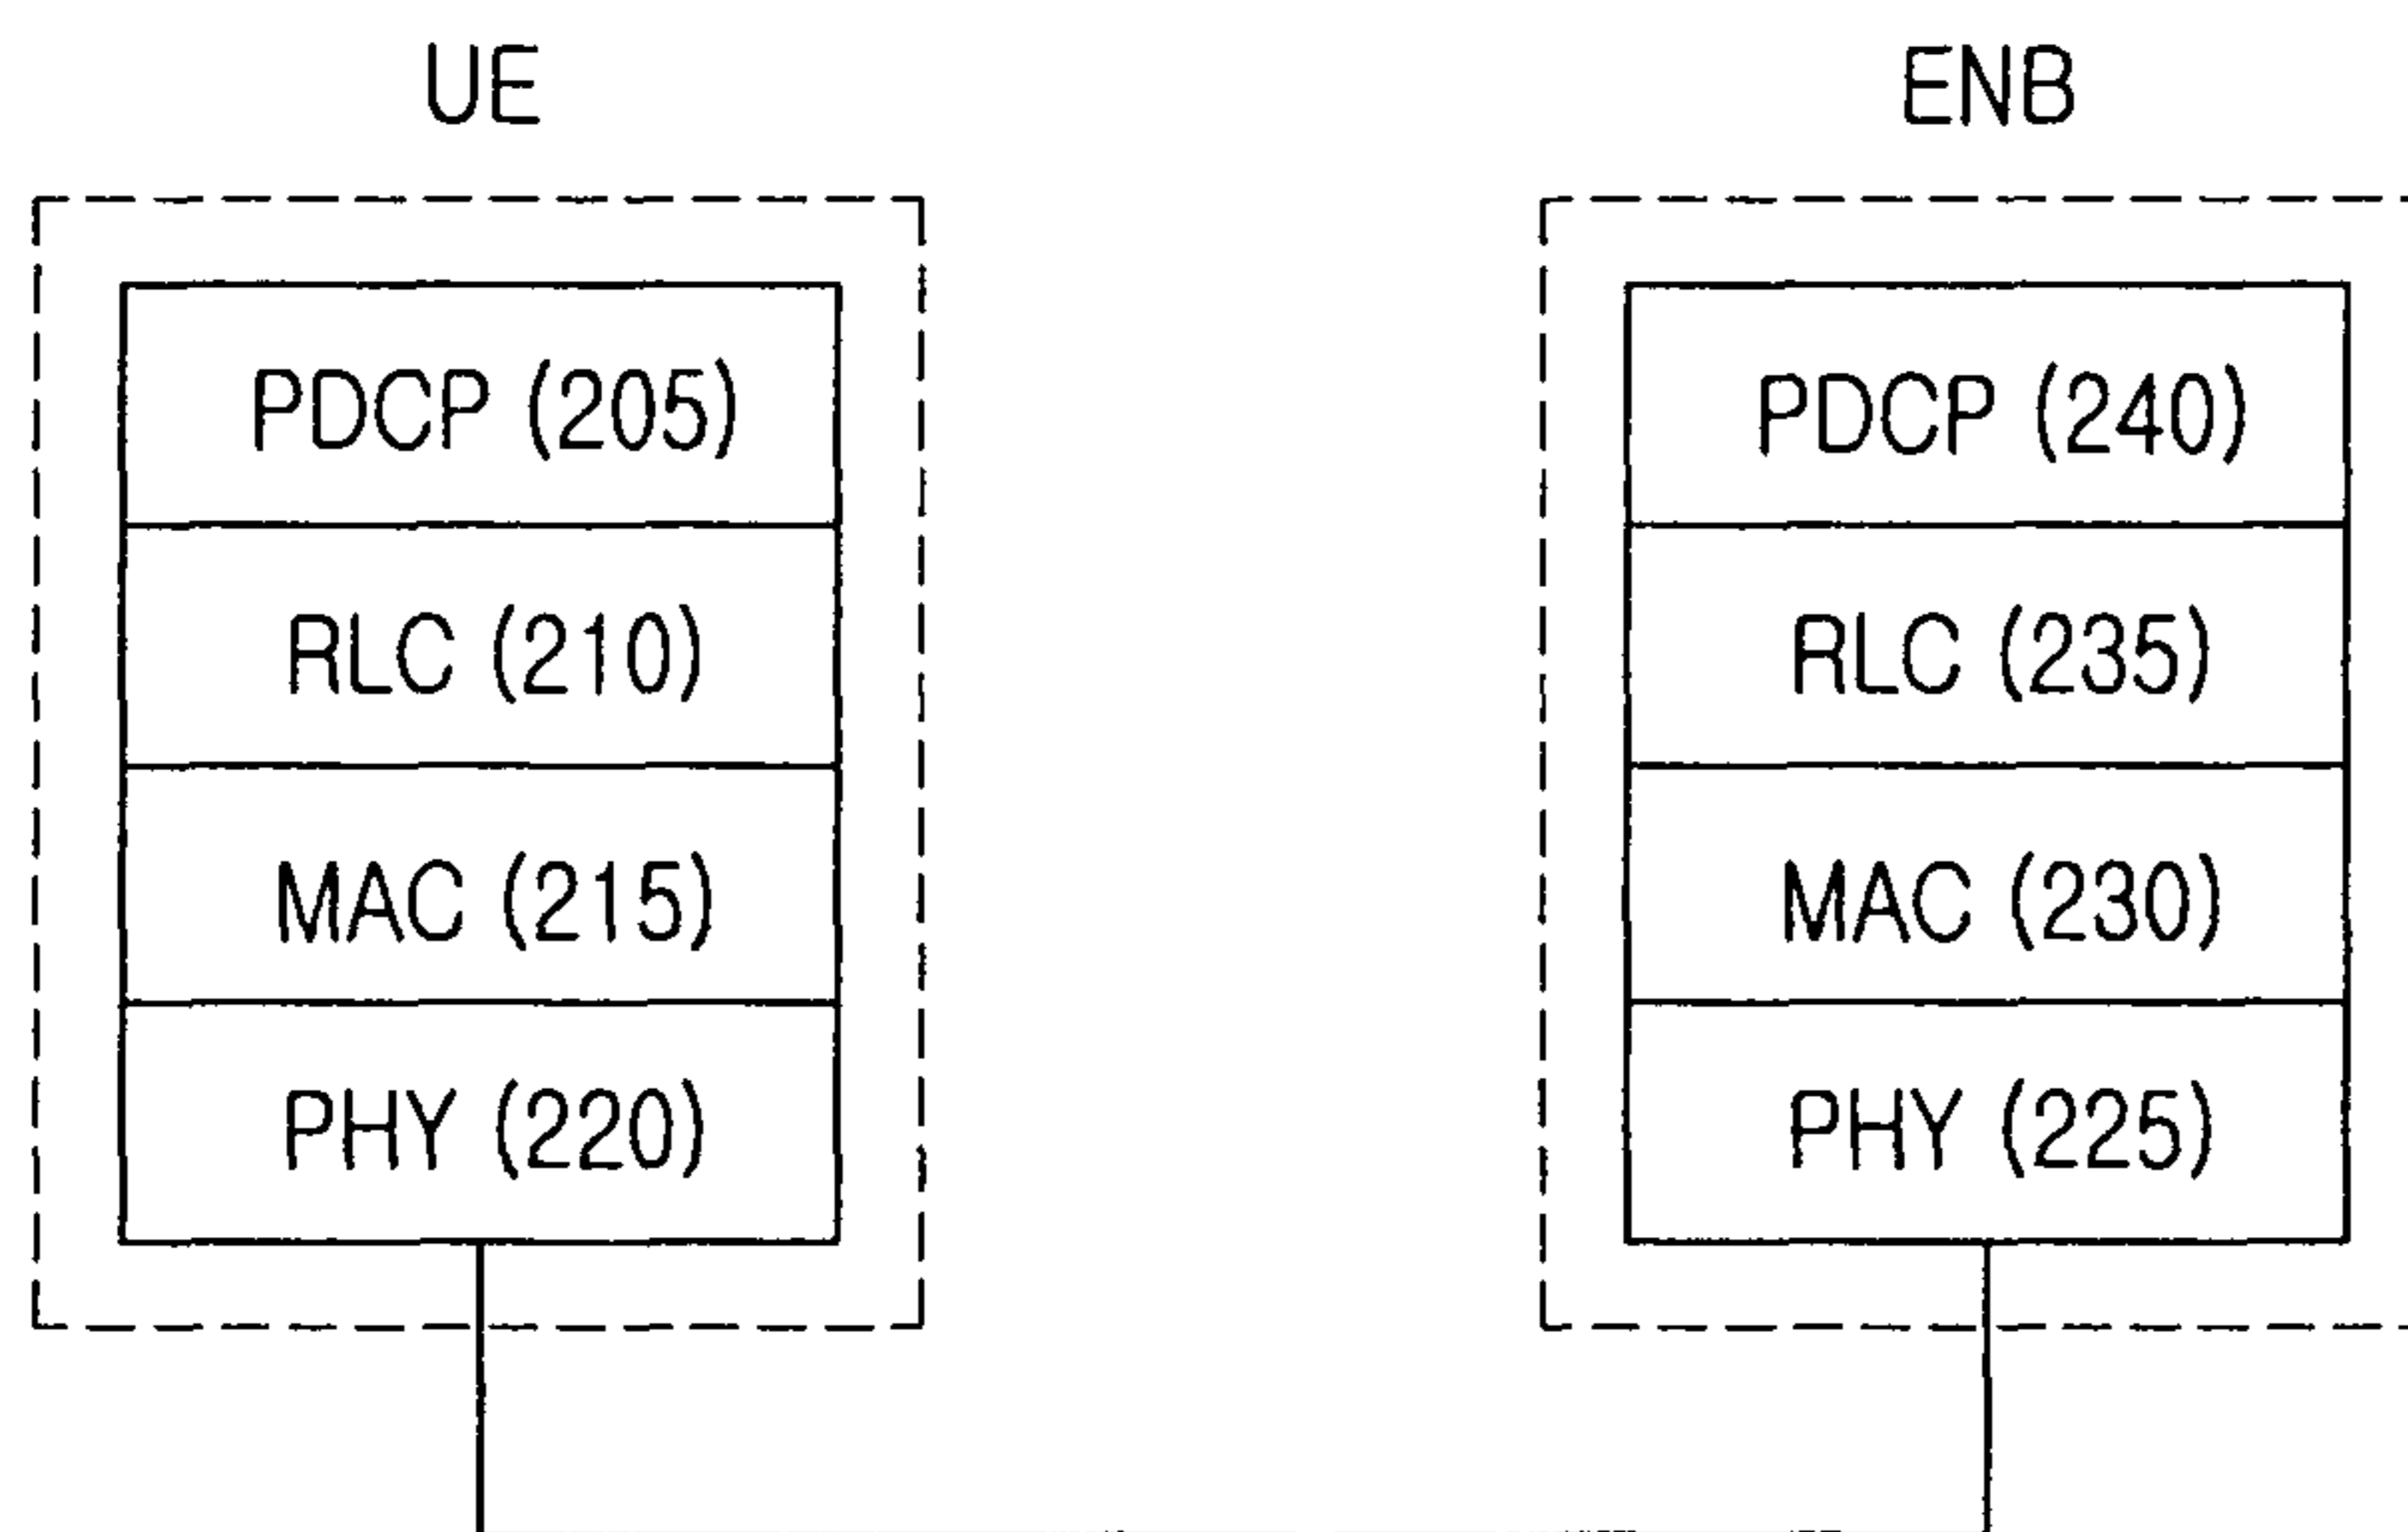 UE
PDCP (205)
RLC (210)
MAC (215)
PHY (220)
ENB
PDCP (240)
RLC (235)
MAC (230)
PHY (225)